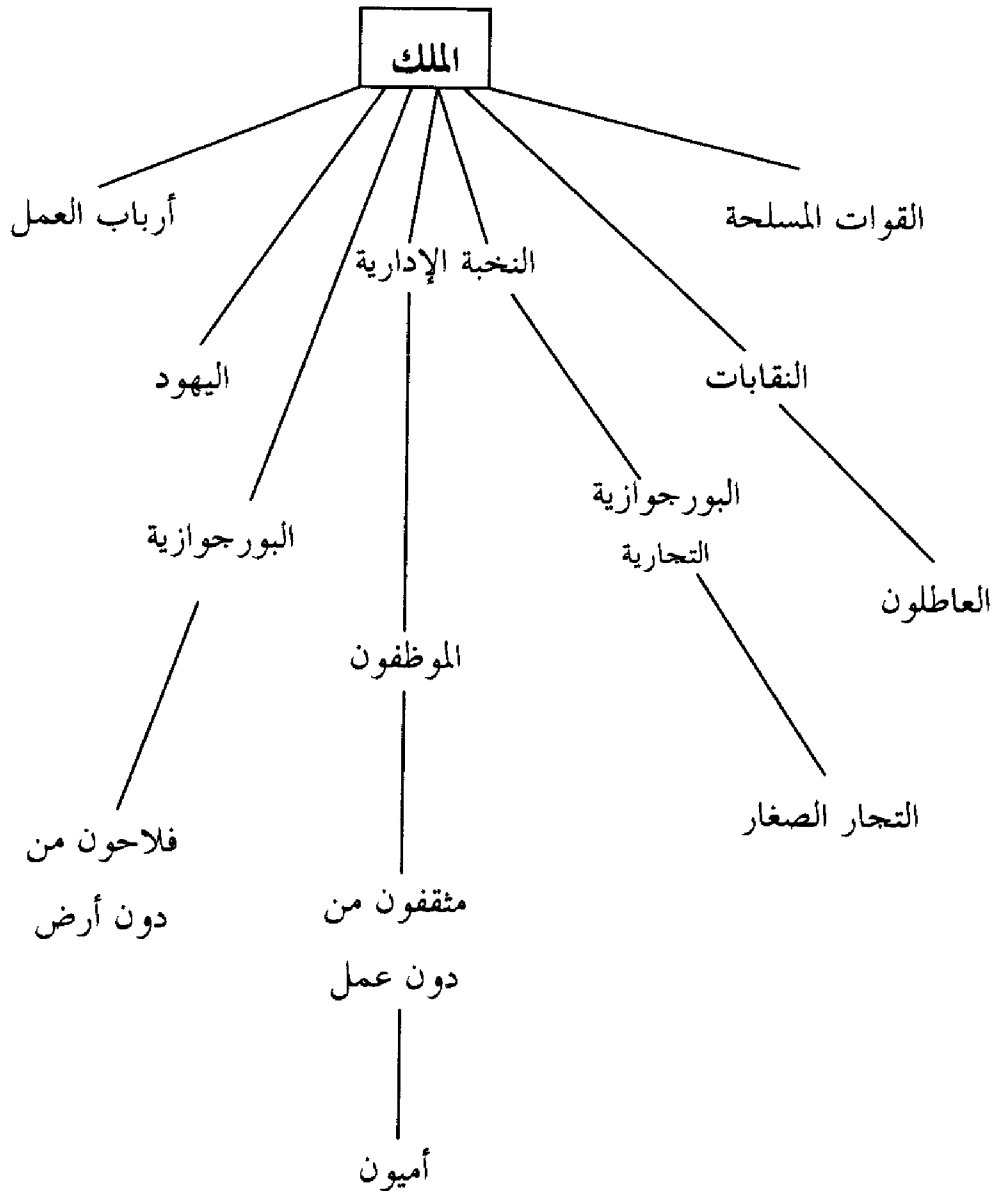 الملك
القوات المسلحة
أرباب العمل
النخبة الإدارية
النقابات
اليهود
البورجوازية
التجارية
البورجوازية
العاطلون
الموظفون
التجار الصغار
فلاحون من
دون أرض
مثقفون من
دون عمل
أميون